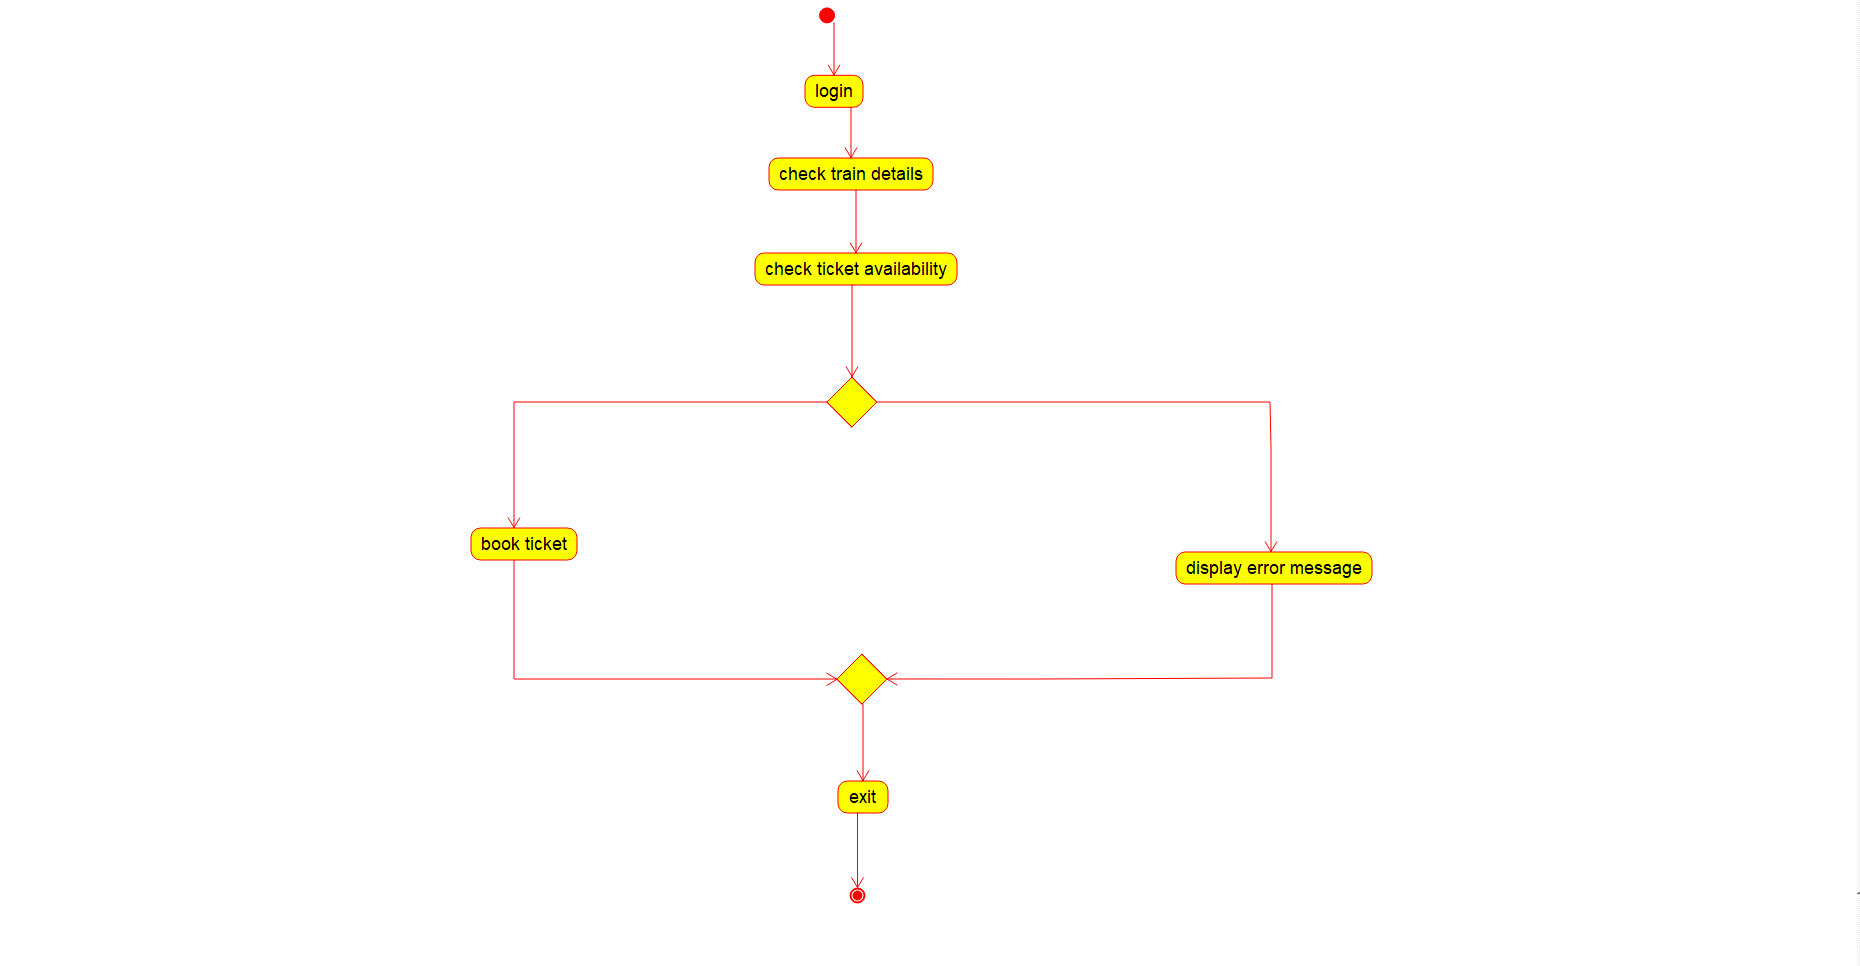 login
check train details
check ticket availability
book ticket
display error message
exit